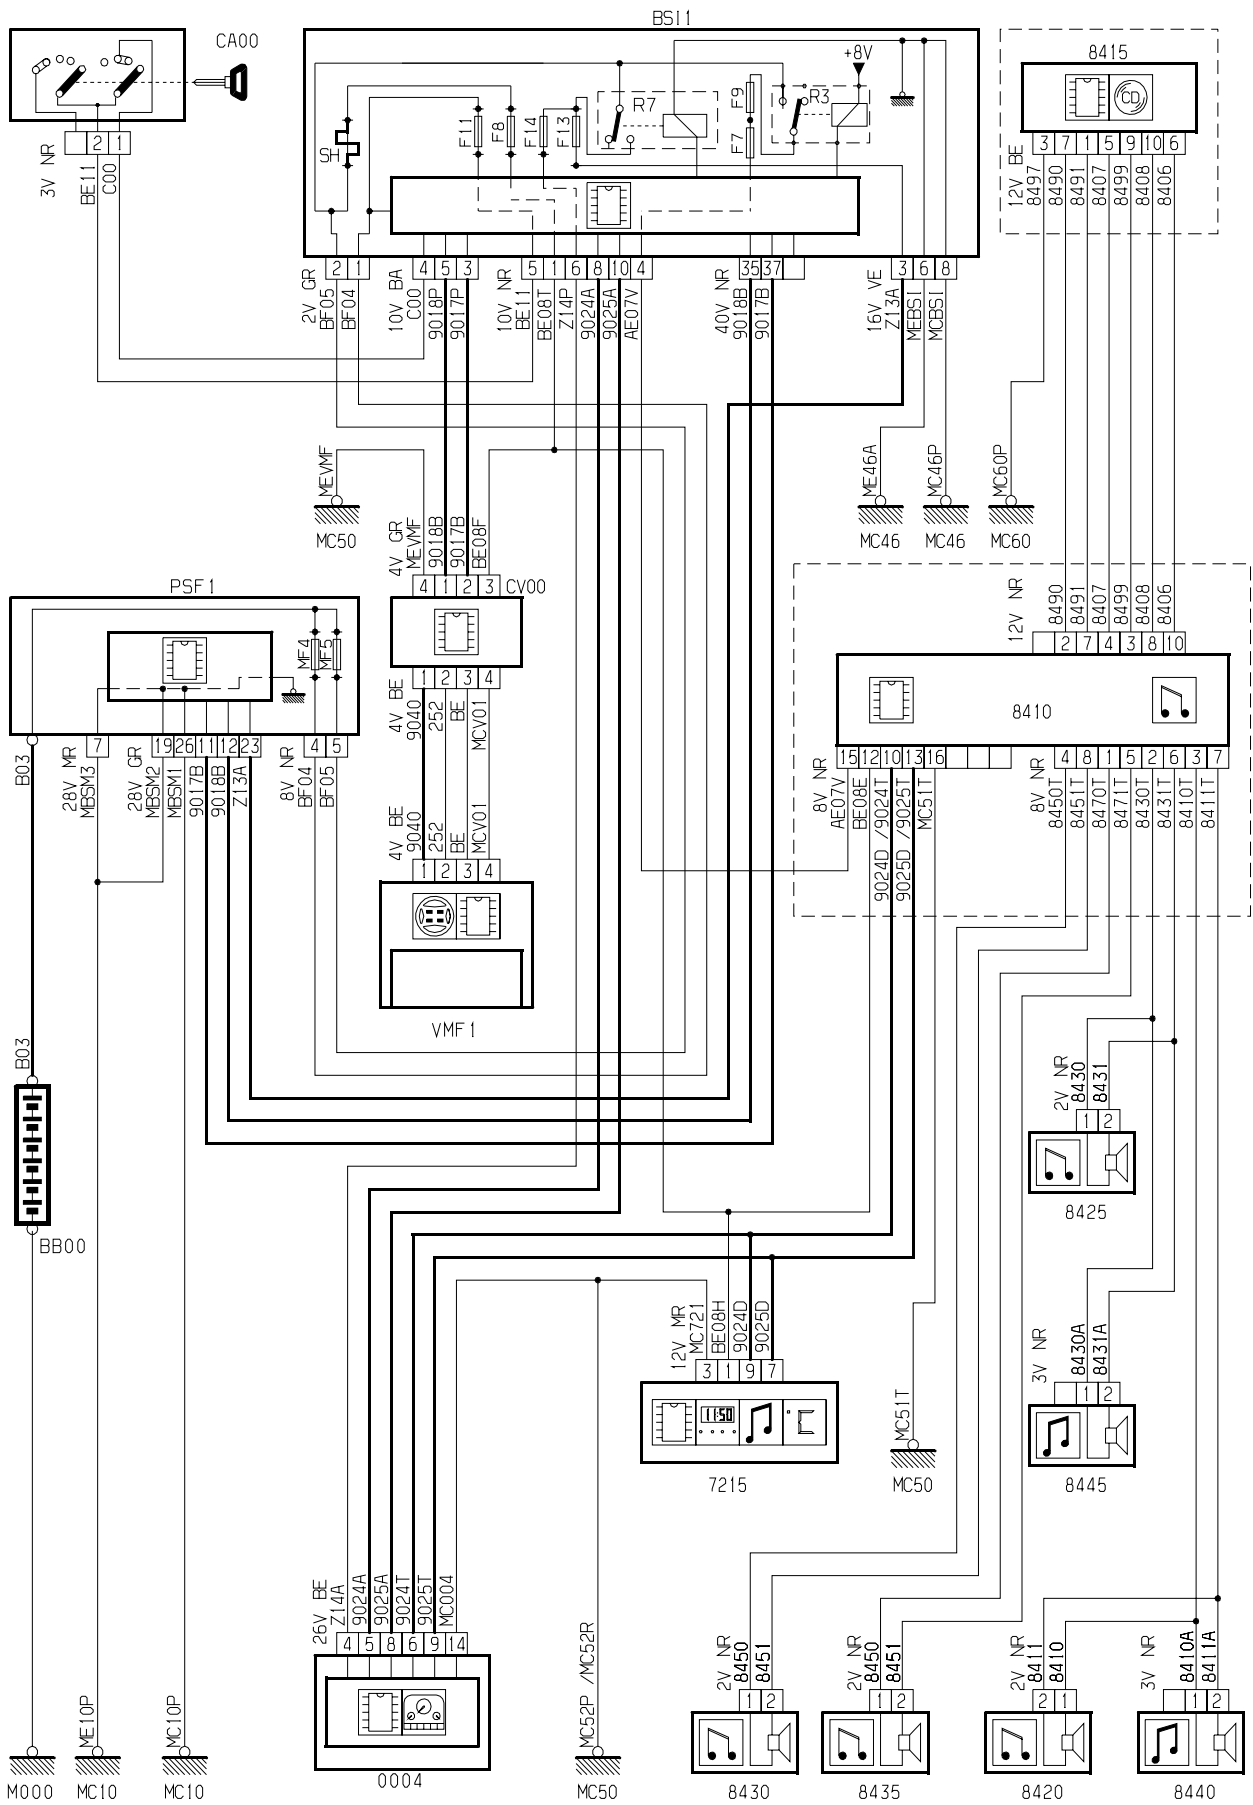 BSI1
CA00
8415
+8V
CD
R7
R3
F9
F7
F11
F8
F14
F13
SH
2 1
3V NR
BE11
C00
3 7 1 5 9 10 6
12V BE
8497
8490
8491
8407
8499
8408
8406
2 1
4 5 3
5 1 6 8 10 4
35 37
3 6 8
2V GR
BF05
BF04
10V BA
C00
9018P
9017P
10V NR
BE11
BE08T
Z14P
9024A
9025A
AE07V
40V NR
9018B
9017B
16V VE
Z13A
MEBSI
MCBSI
MEVMF
MC50
ME46A
MC46
MC46P
MC46
MC60P
MC60
4V GR
MEVMF
9018B
9017B
BE08F
4 1 2 3
CV00
PSF1
MF4
MF5
12V NR
8490
8491
8407
8499
8408
8406
2 7 4 3 8 10
8410
1 2 3 4
4V BE
9040
252
BE
MCV01
7
19 26 11 12 23
4 5
B03
28V MR
MBSM3
28V GR
MBSM2
MBSM1
9017B
9018B
Z13A
8V NR
BF04
BF05
15 12 10 13 16
4 8 1 5 2 6 3 7
8V NR
AE07V
BE08E
9024D /9024T
9025D /9025T
MC51T
8V NR
8450T
8451T
8470T
8471T
8430T
8431T
8410T
8411T
4V BE
9040
252
BE
MCV01
1 2 3 4
VMF1
B03
BB00
2V NR
8430
8431
1 2
8425
3V NR
8430A
8431A
1 2
8445
12V MR
MC721
BE08H
9024D
9025D
3 1 9 7
11:50
7215
MC51T
MC50
26V BE
Z14A
9024A
9025A
9024T
9025T
MC004
4 5 8 6 9 14
0004
MC52P /MC52R
MC50
M000
ME10P
MC10
MC10P
MC10
2V NR
8450
8451
1 2
8430
2V NR
8450
8451
1 2
8435
2V NR
8411
8410
2 1
8420
3V NR
8410A
8411A
1 2
8440